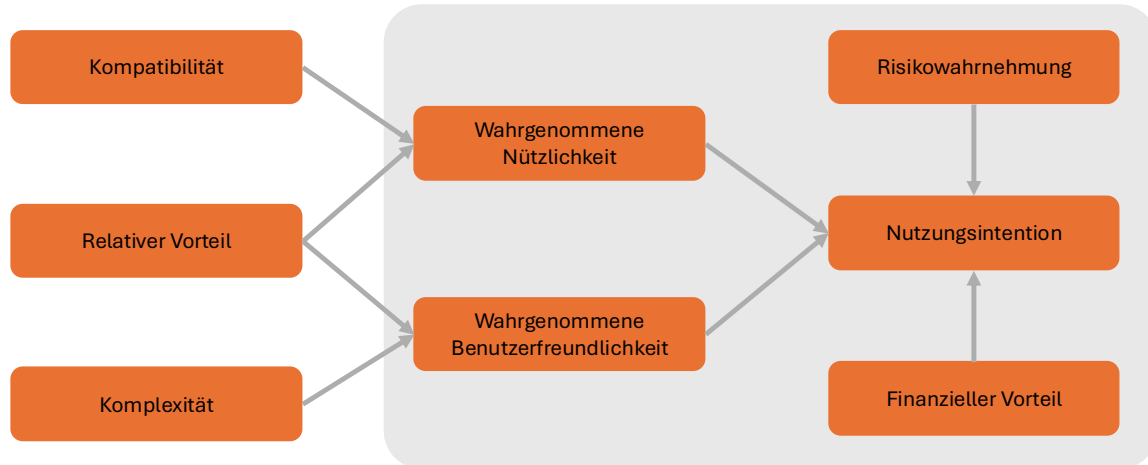 Kompatibilität
Risikowahrnehmung
Wahrgenommene
Nützlichkeit
Relativer Vorteil
Nutzungsintention
Wahrgenommene
Benutzerfreundlichkeit
Komplexität
Finanzieller Vorteil